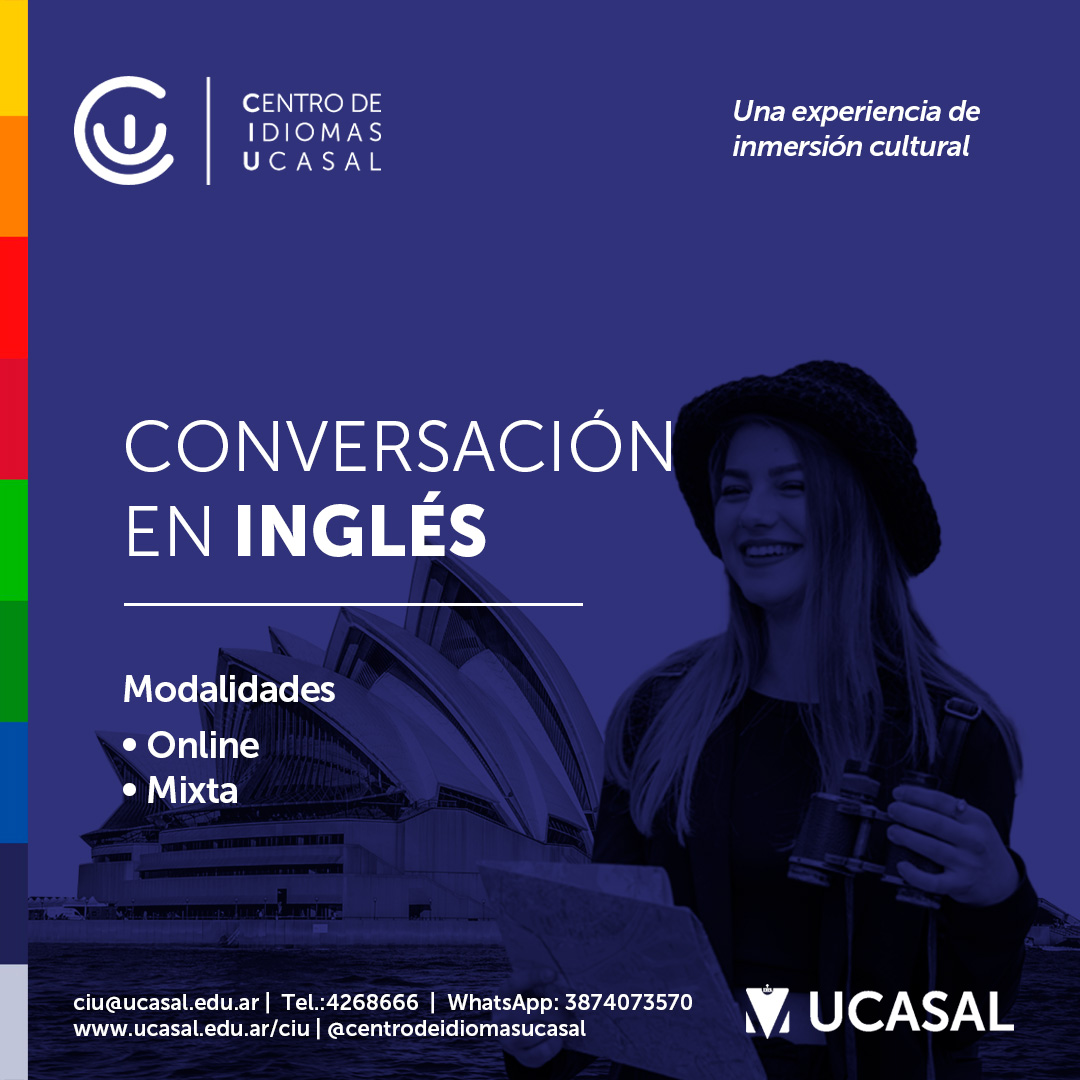 CENTRO DE
IDIOMAS
UCASAL
Una experiencia de
inmersión cultural
CONVERSACIÓN
EN INGLÉS
Modalidades
• Online
• Mixta
ciu@ucasal.edu.ar | Tel.:4268666 | WhatsApp: 3874073570
www.ucasal.edu.ar/ciu | @centrodeidiomasucasal
UCASAL